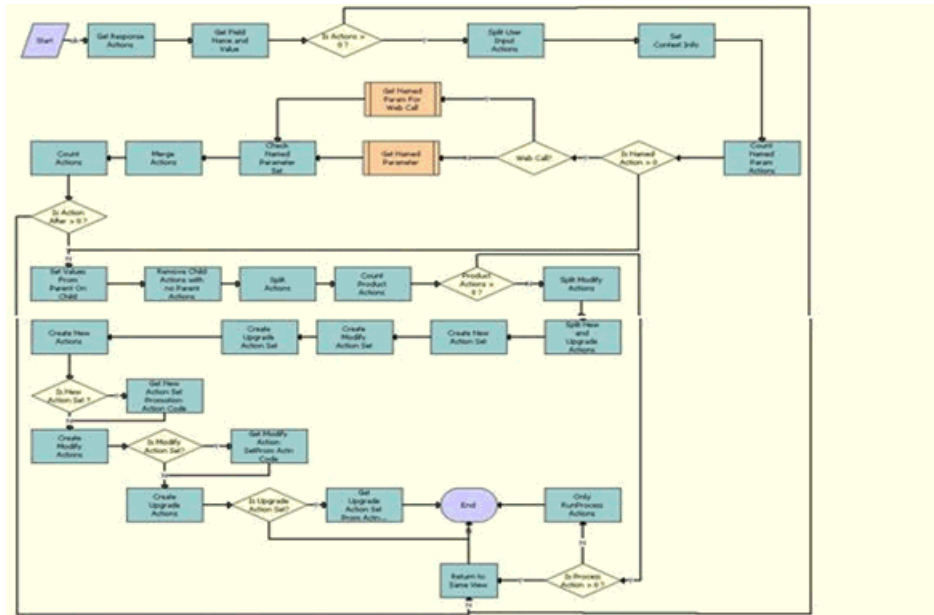 Start
Get Response
Actions
Get Field
Name and
Value
Is Actions >
0 ?
Split User
Input
Actions
Set
Context Info
Get Named
Param For
Web Call
Count
Actions
Merge
Actions
Check
Named
Parameter
Set
Get Named
Parameter
Web Call?
Is Named
Action > 0
Count
Named
Param
Actions
Is Action
After > 0 ?
N
Set Values
From
Parent On
Child
Remove Child
Actions with
no Parent
Actions
Split
Actions
Count
Product
Actions
Product
Actions >
0 ?
Split Modify
Actions
Create New
Actions
Create
Upgrade
Action Set
Create
Modify
Action Set
Create New
Action Set
Split New
and
Upgrade
Actions
Is New
Action Set ?
Get New
Action Set
Promotion
Action Code
Create
Modify
Actions
Is Modify
Action Set?
Get Modify
Action
SetProm Actn
Code
N
Create
Upgrade
Actions
Is Upgrade
Action Set?
Get
Upgrade
Action Set
Prom Actn...
End
Only
RunProcess
Actions
N
Return to
Same View
Is Process
Action > 0 ?
N